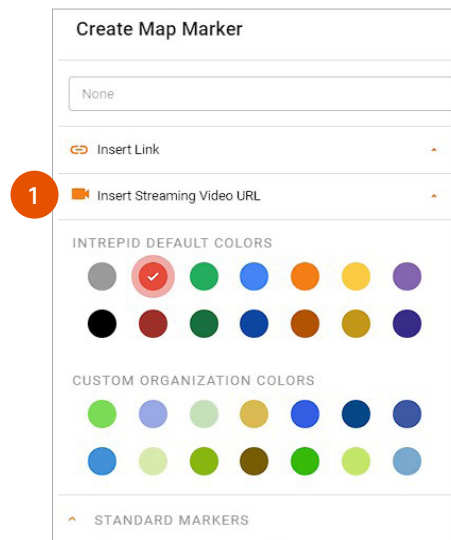 Create Map Marker
None
Insert Link
1
Insert Streaming Video URL
INTREPID DEFAULT COLORS
CUSTOM ORGANIZATION COLORS
STANDARD MARKERS